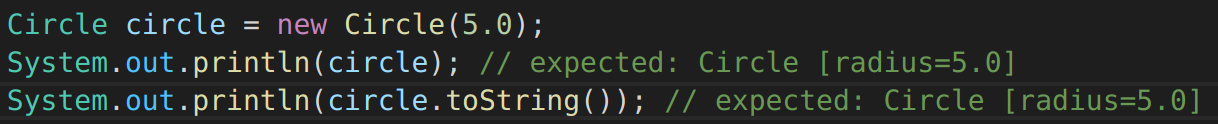 Circle circle = new Circle(5.0);
System.out.println(circle); // expected: Circle [radius=5.0]
System.out.println(circle.toString()); // expected: Circle [radius=5.0]